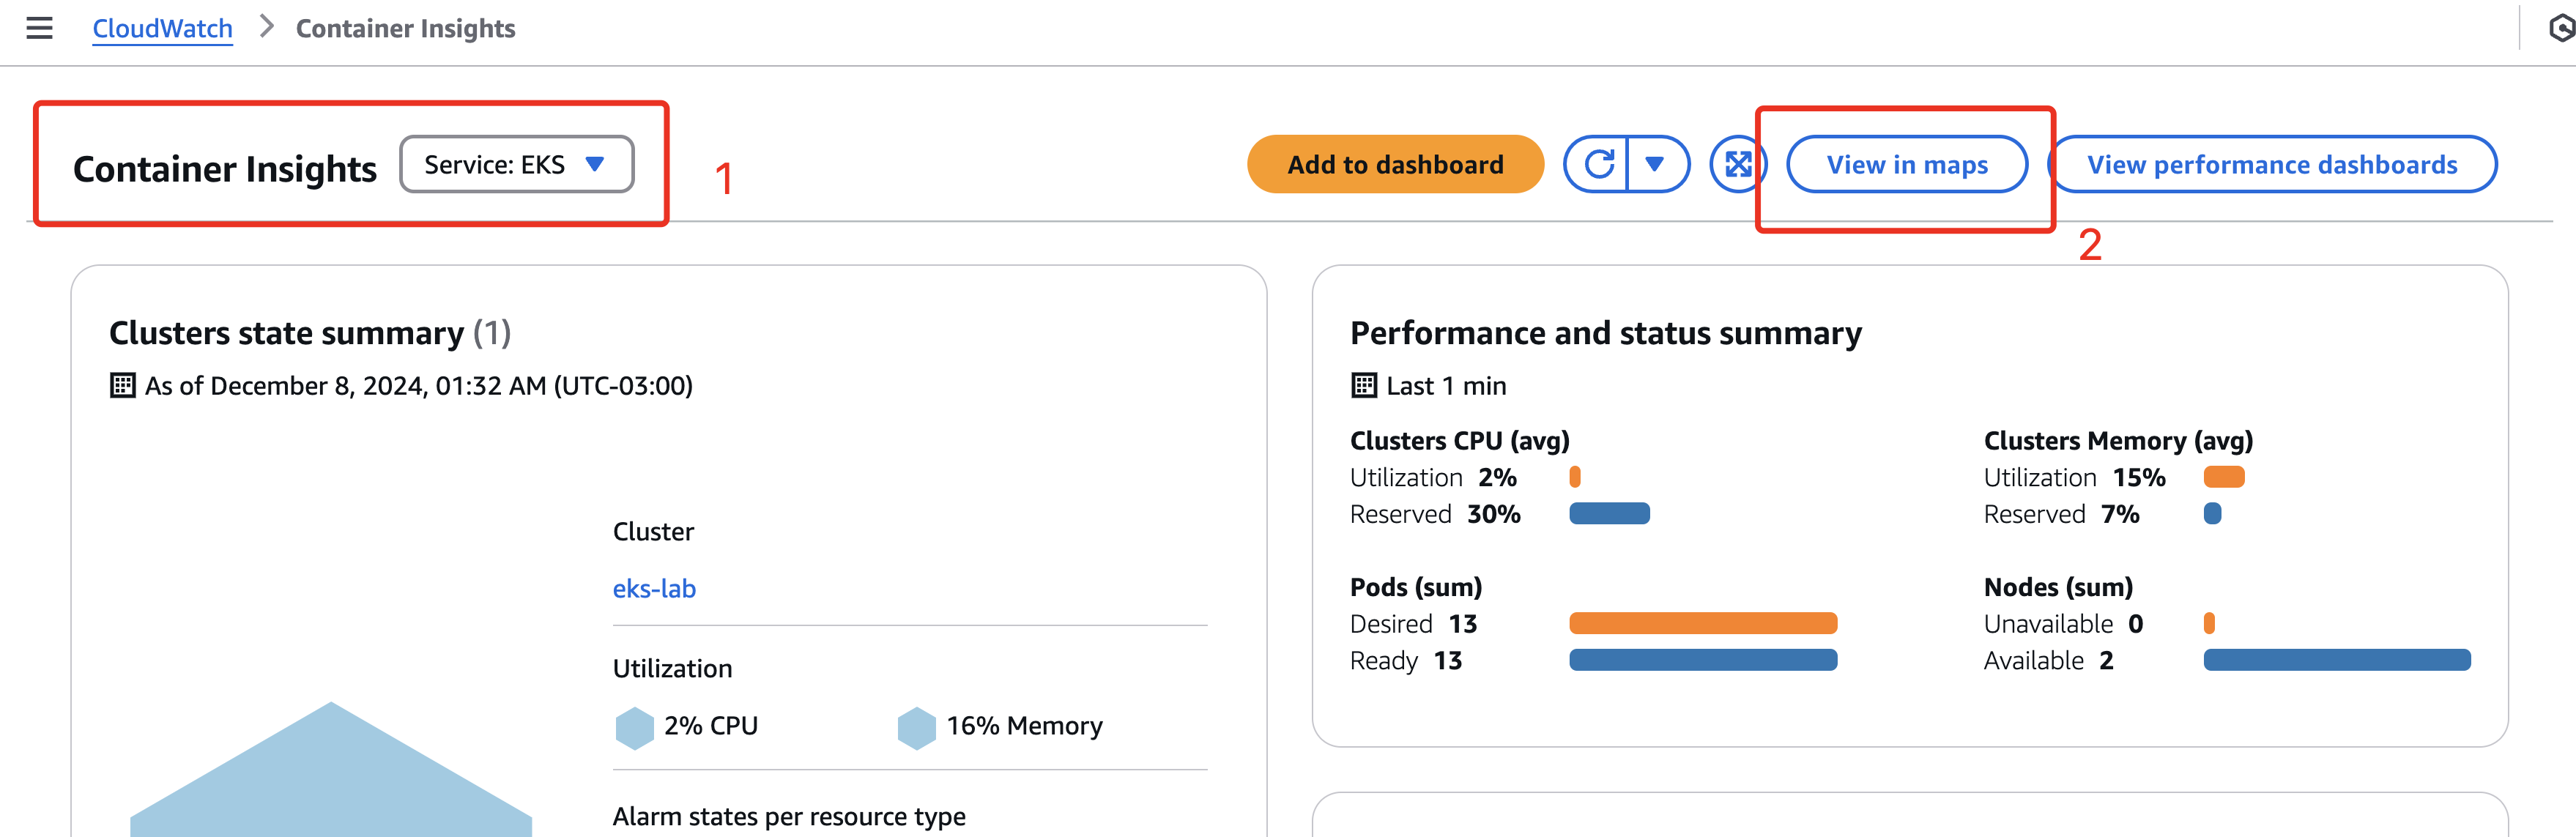 CloudWatch > Container Insights
Container Insights
Service: EKS
1
Add to dashboard
View in maps
View performance dashboards
2
Clusters state summary (1)
As of December 8, 2024, 01:32 AM (UTC-03:00)
Cluster
eks-lab
Utilization
2% CPU
16% Memory
Alarm states per resource type
Performance and status summary
Last 1 min
Clusters CPU (avg)
Utilization 2%
Reserved 30%
Clusters Memory (avg)
Utilization 15%
Reserved 7%
Pods (sum)
Desired 13
Ready 13
Nodes (sum)
Unavailable 0
Available 2